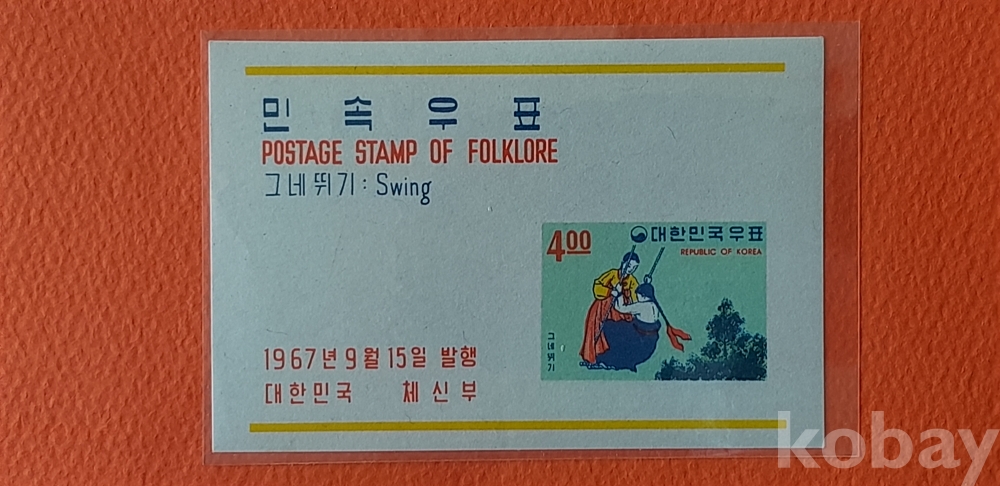 민속우표
POSTAGE STAMP OF FOLKLORE
그네뛰기 : Swing
4.00
대한민국우표
REPUBLIC OF KOREA
그네뛰기
1967년 9월 15일 발행
대한민국 체신부
kobay